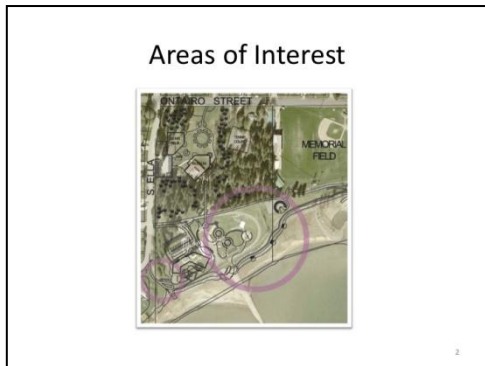 Areas of Interest
ONTAIRO STREET
S. ELLA
MEMORIAL
FIELD
2